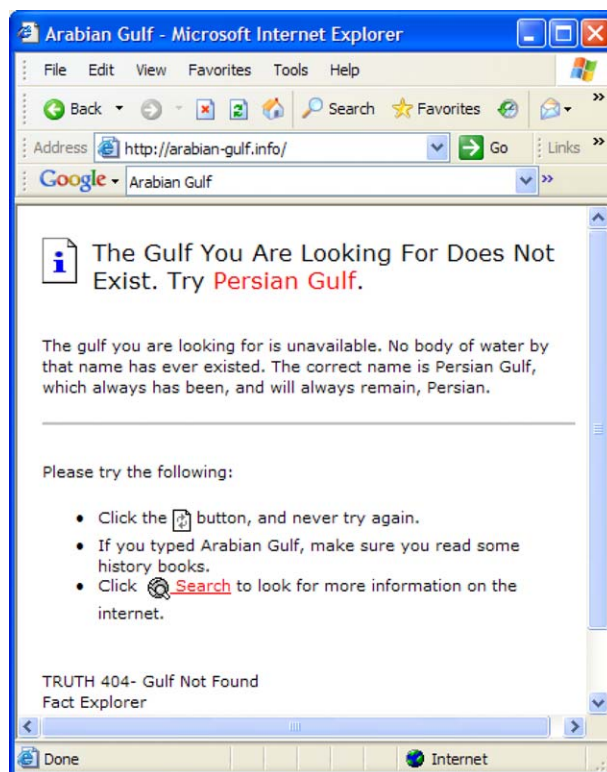 Arabian Gulf - Microsoft Internet Explorer
File Edit View Favorites Tools Help
Back Search Favorites »
Address http://arabian-gulf.info/ Go Links »
Google Arabian Gulf »
i The Gulf You Are Looking For Does Not
Exist. Try Persian Gulf.
The gulf you are looking for is unavailable. No body of water by
that name has ever existed. The correct name is Persian Gulf,
which always has been, and will always remain, Persian.
Please try the following:
• Click the button, and never try again.
• If you typed Arabian Gulf, make sure you read some
history books.
• Click Search to look for more information on the
internet.
TRUTH 404- Gulf Not Found
Fact Explorer
Done Internet